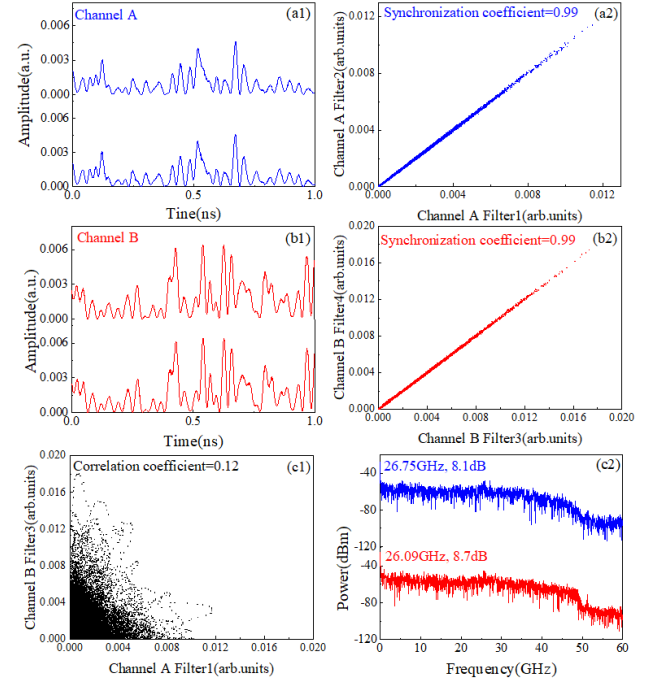 Channel A
(a1)
0.006
0.003
0.000
0.006
0.003
0.000
Amplitude(a.u.)
0.0
0.5
1.0
Tine(ns)
Synchronization coefficient=0.99
(a2)
0.012
0.008
0.004
0.000
Channel A Filter2(arb.units)
0.000
0.004
0.008
0.012
Channel A Filter1(arb.units)
Channel B
(b1)
0.006
0.003
0.000
0.006
0.003
0.000
Amplitude(a.u.)
0.0
0.5
1.0
Time(ns)
Synchronization coefficient=0.99
(b2)
0.020
0.016
0.012
0.008
0.004
0.000
Channel B Filter4(arb.units)
0.000
0.004
0.008
0.012
0.016
0.020
Channel B Filter3(arb.units)
Correlation coefficient=0.12
(c1)
0.020
0.016
0.012
0.008
0.004
0.000
Channel B Filter3(arb.units)
0.000
0.004
0.008
0.012
0.016
0.020
Channel A Filter1(arb.units)
26.75GHz, 8.1dB
(c2)
26.09GHz, 8.7dB
-40
-80
-40
-80
-120
Power(dBm)
0
10
20
30
40
50
60
Frequency(GHz)